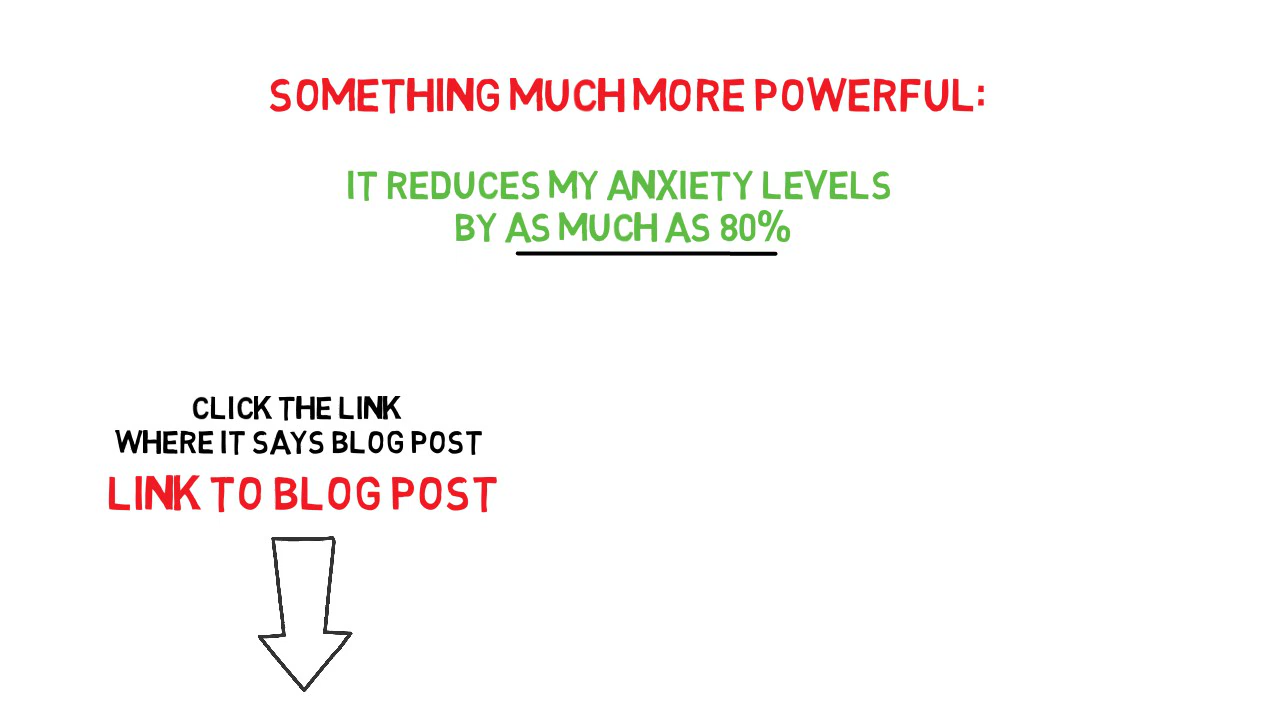 SOMETHING MUCH MORE POWERFUL:
IT REDUCES MY ANXIETY LEVELS
BY AS MUCH AS 80%
CLICK THE LINK
WHERE IT SAYS BLOG POST
LINK TO BLOG POST